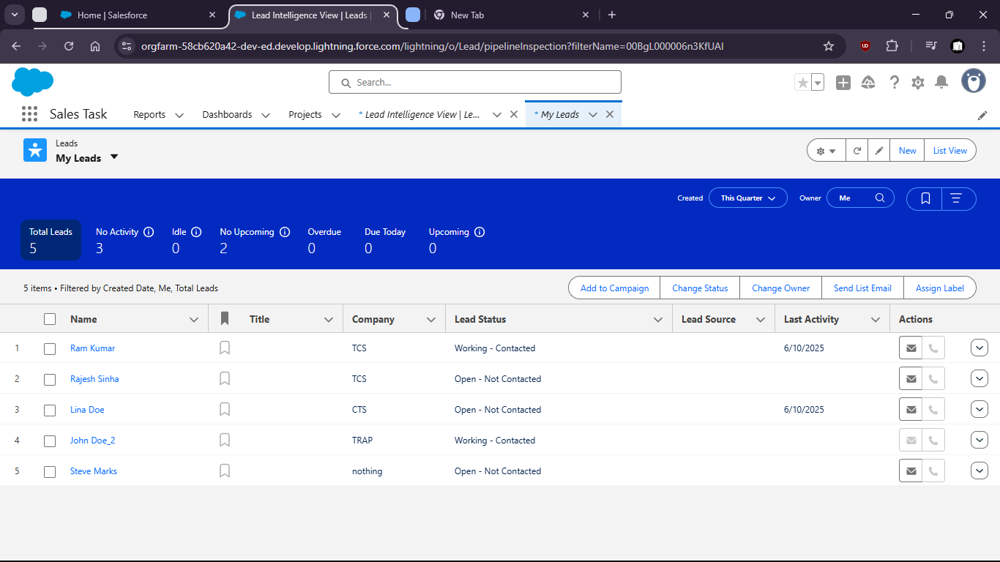 Home | Salesforce
Lead Intelligence View | Leads |
New Tab
orgfarm-58cb620a42-dev-ed.develop.lightning.force.com/lightning/o/Lead/pipelineInspection?filterName=00BgL000006n3KfUAI
Search...
Sales Task
Reports
Dashboards
Projects
* Lead Intelligence View | Le...
* My Leads
Leads
My Leads
New
List View
Created
This Quarter
Owner
Me
Total Leads
5
No Activity
3
Idle
0
No Upcoming
2
Overdue
0
Due Today
0
Upcoming
0
5 items • Filtered by Created Date, Me, Total Leads
Add to Campaign
Change Status
Change Owner
Send List Email
Assign Label
Name Title Company Lead Status Lead Source Last Activity Actions
1 Ram Kumar TCS Working - Contacted 6/10/2025
2 Rajesh Sinha TCS Open - Not Contacted
3 Lina Doe CTS Open - Not Contacted 6/10/2025
4 John Doe_2 TRAP Working - Contacted
5 Steve Marks nothing Open - Not Contacted